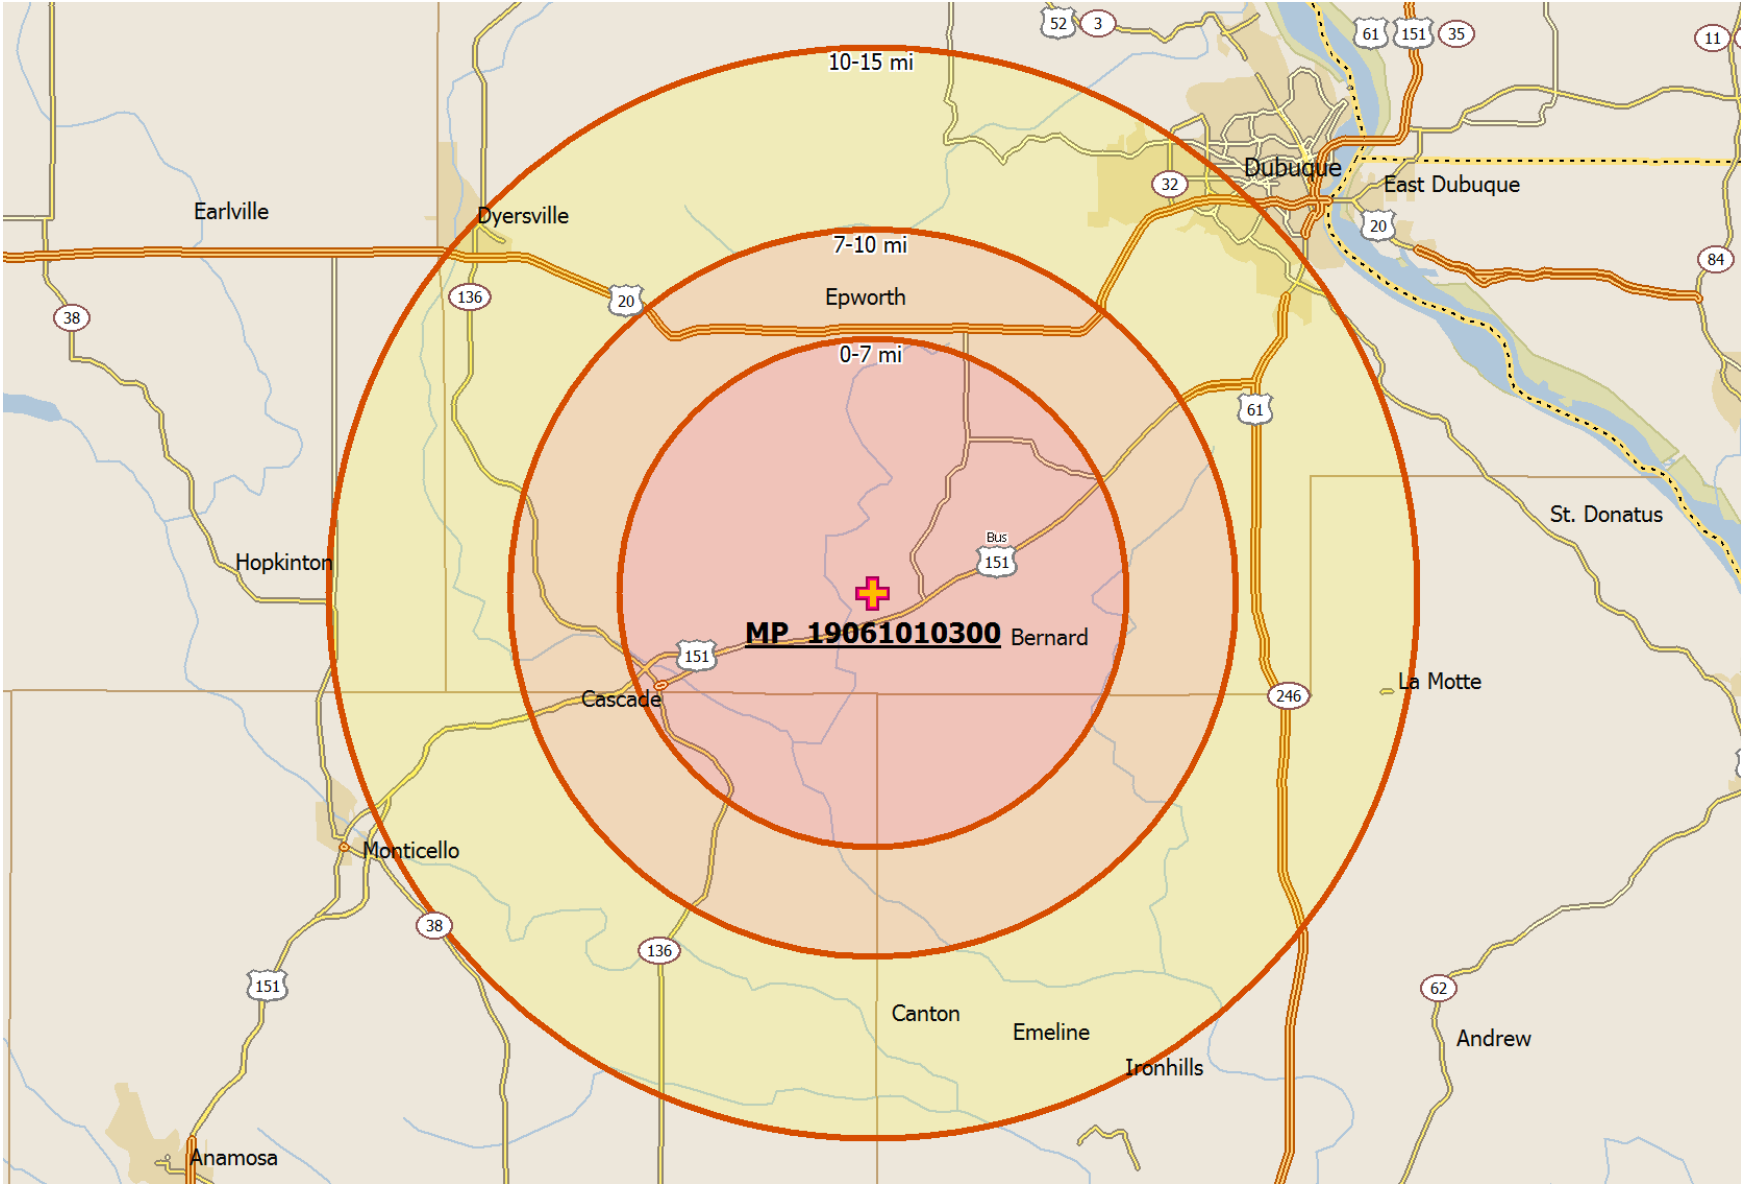 52
3
61
151
35
11
10-15 mi
Dubuque
32
East Dubuque
Earlville
Dyersville
20
7-10 mi
84
136
20
Epworth
38
0-7 mi
61
St. Donatus
Bus
151
Hopkinton
MP 19061010300
Bernard
151
Cascade
246
La Motte
Monticello
38
136
151
62
Canton
Emeline
Andrew
Ironhills
Anamosa